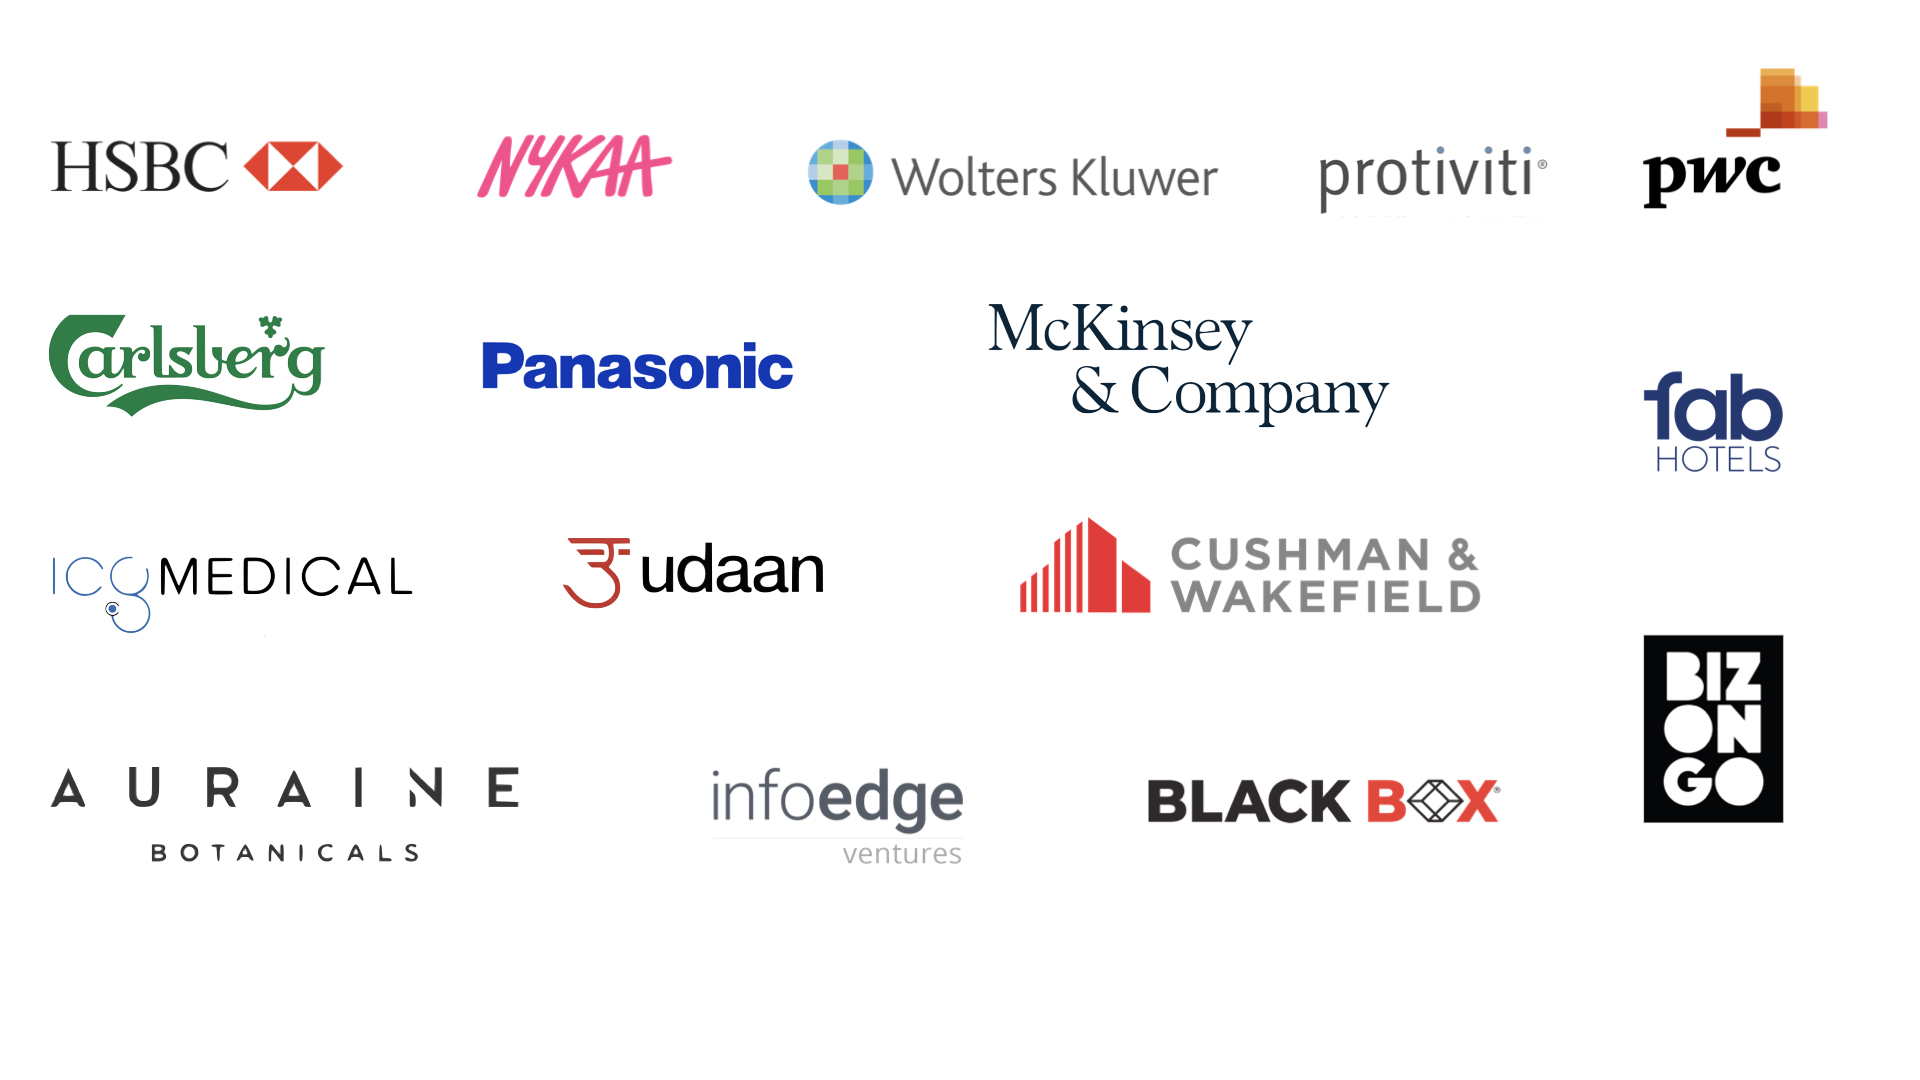 HSBC
NYKAA
Wolters Kluwer
protiviti®
pwc
Carlsberg
Panasonic
McKinsey
& Company
fab
HOTELS
ICG MEDICAL
उ udaan
CUSHMAN &
WAKEFIELD
BIZ
ON
GO
AURAINE
BOTANICALS
infoedge
ventures
BLACK BOX®